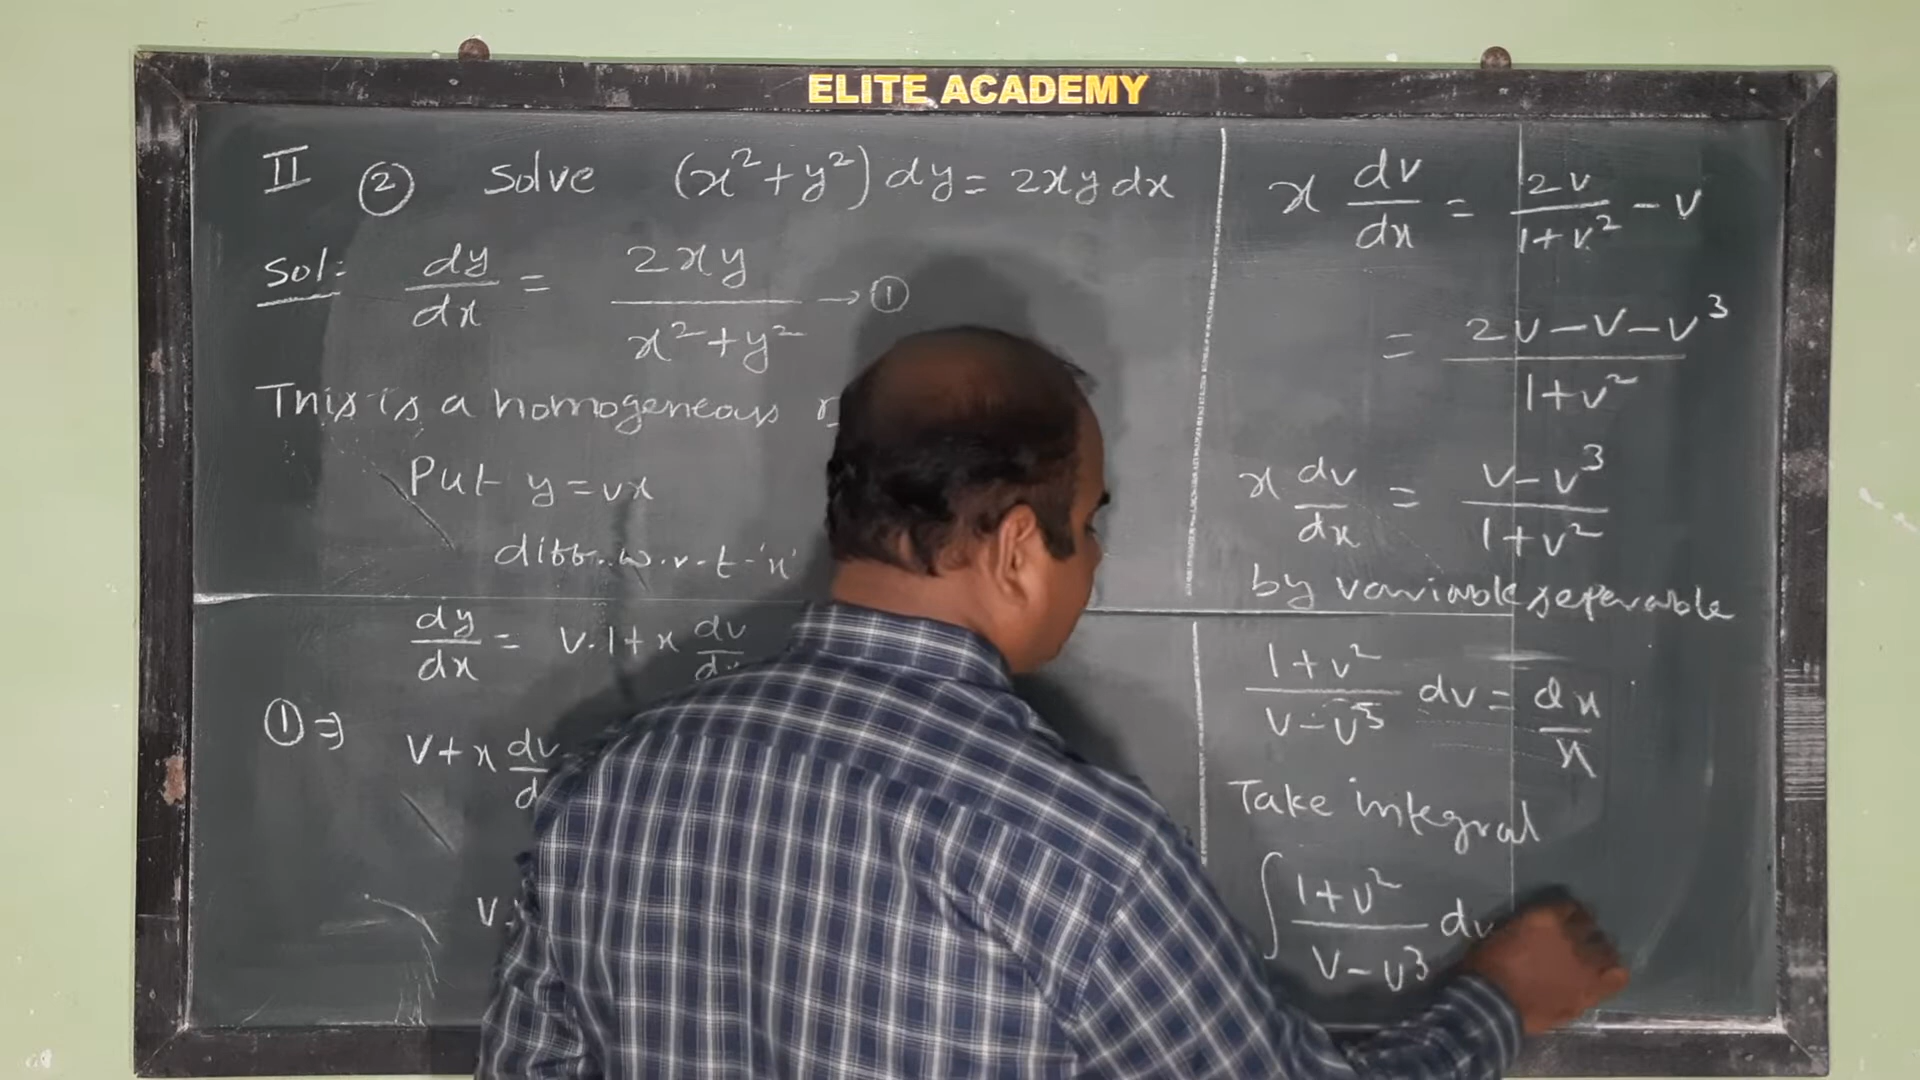 ELITE ACADEMY
II ② Solve (x²+y²) dy = 2xy dx
Sol: dy/dx = 2xy/(x²+y²) → ①
This is a homogeneous
Put y = vx
diff. w.r.t 'x'
dy/dx = v.1 + x dv/dx
① ⇒ v + x dv
x dv/dx = 2v/(1+v²) - v
= (2v - v - v³)/(1+v²)
x dv/dx = (v - v³)/(1+v²)
by variable seperable
(1+v²)/(v-v³) dv = dx/x
Take integral
∫ (1+v²)/(v-v³) dv